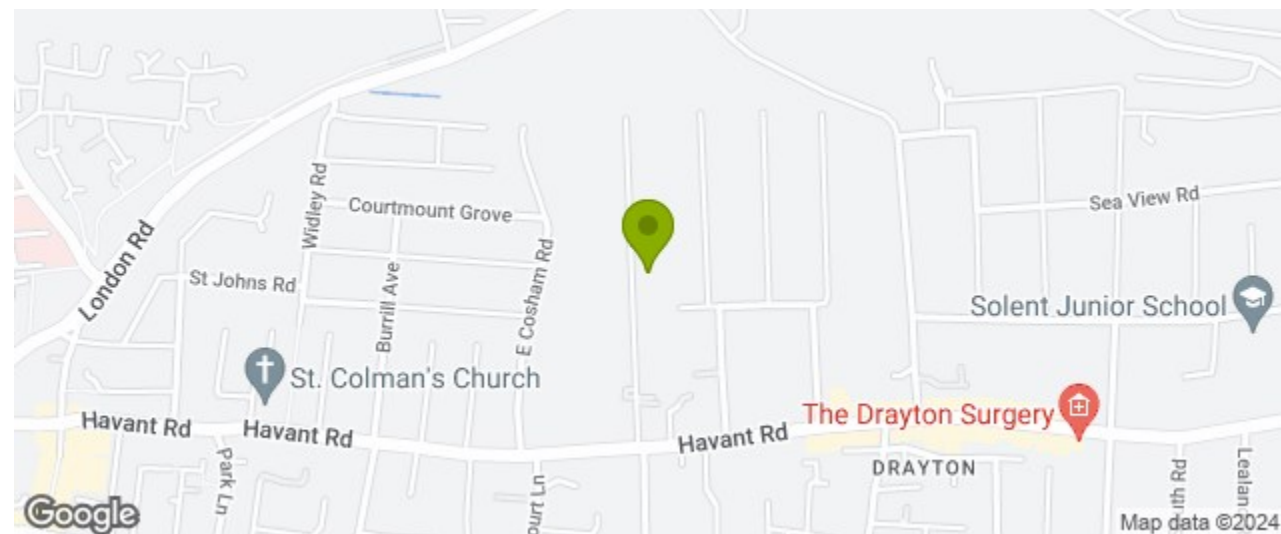 Courtmount Grove
Sea View Rd
Widley Rd
London Rd
St Johns Rd
Burrill Ave
E Cosham Rd
Solent Junior School
St. Colman's Church
The Drayton Surgery
Havant Rd
Havant Rd
Havant Rd
DRAYTON
Park Ln
Google
Map data ©2024